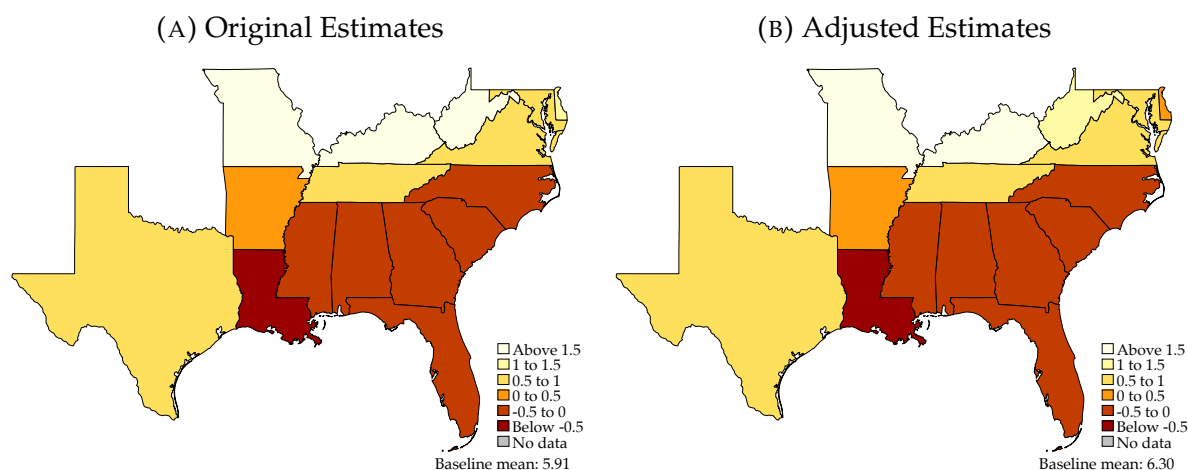 (A) Original Estimates
Above 1.5
1 to 1.5
0.5 to 1
0 to 0.5
-0.5 to 0
Below -0.5
No data
Baseline mean: 5.91
(B) Adjusted Estimates
Above 1.5
1 to 1.5
0.5 to 1
0 to 0.5
-0.5 to 0
Below -0.5
No data
Baseline mean: 6.30